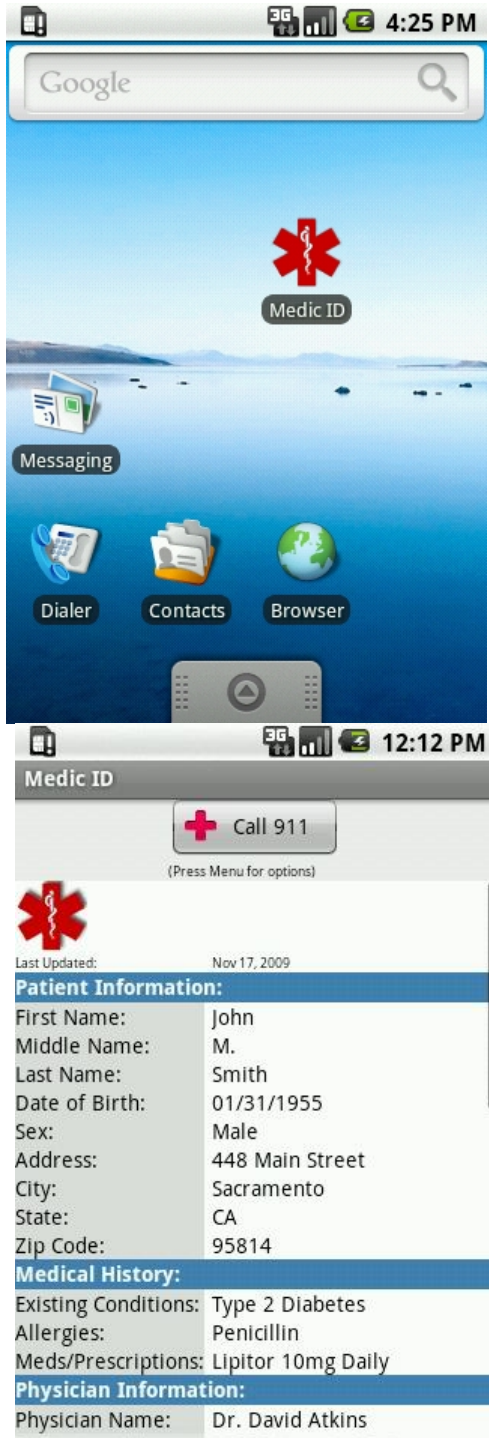 3G 4:25 PM
Google
Medic ID
Messaging
Dialer Contacts Browser
3G 12:12 PM
Medic ID
Call 911
(Press Menu for options)
Last Updated: Nov 17, 2009
Patient Information:
First Name: John
Middle Name: M.
Last Name: Smith
Date of Birth: 01/31/1955
Sex: Male
Address: 448 Main Street
City: Sacramento
State: CA
Zip Code: 95814
Medical History:
Existing Conditions: Type 2 Diabetes
Allergies: Penicillin
Meds/Prescriptions: Lipitor 10mg Daily
Physician Information:
Physician Name: Dr. David Atkins